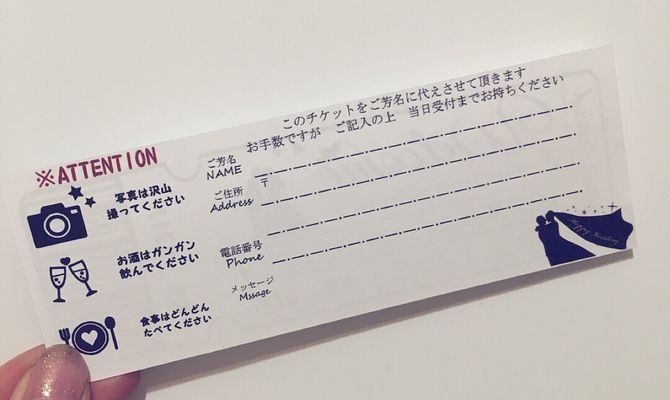 このチケットをご芳名に代えさせて頂きます
お手数ですが　ご記入の上　当日受付までお持ちください
※ATTENTION
写真は沢山
撮ってください
お酒はガンガン
飲んでください
食事はどんどん
たべてください
ご芳名
NAME
ご住所
Address
〒
電話番号
Phone
メッセージ
Mssage
Happy Wedding